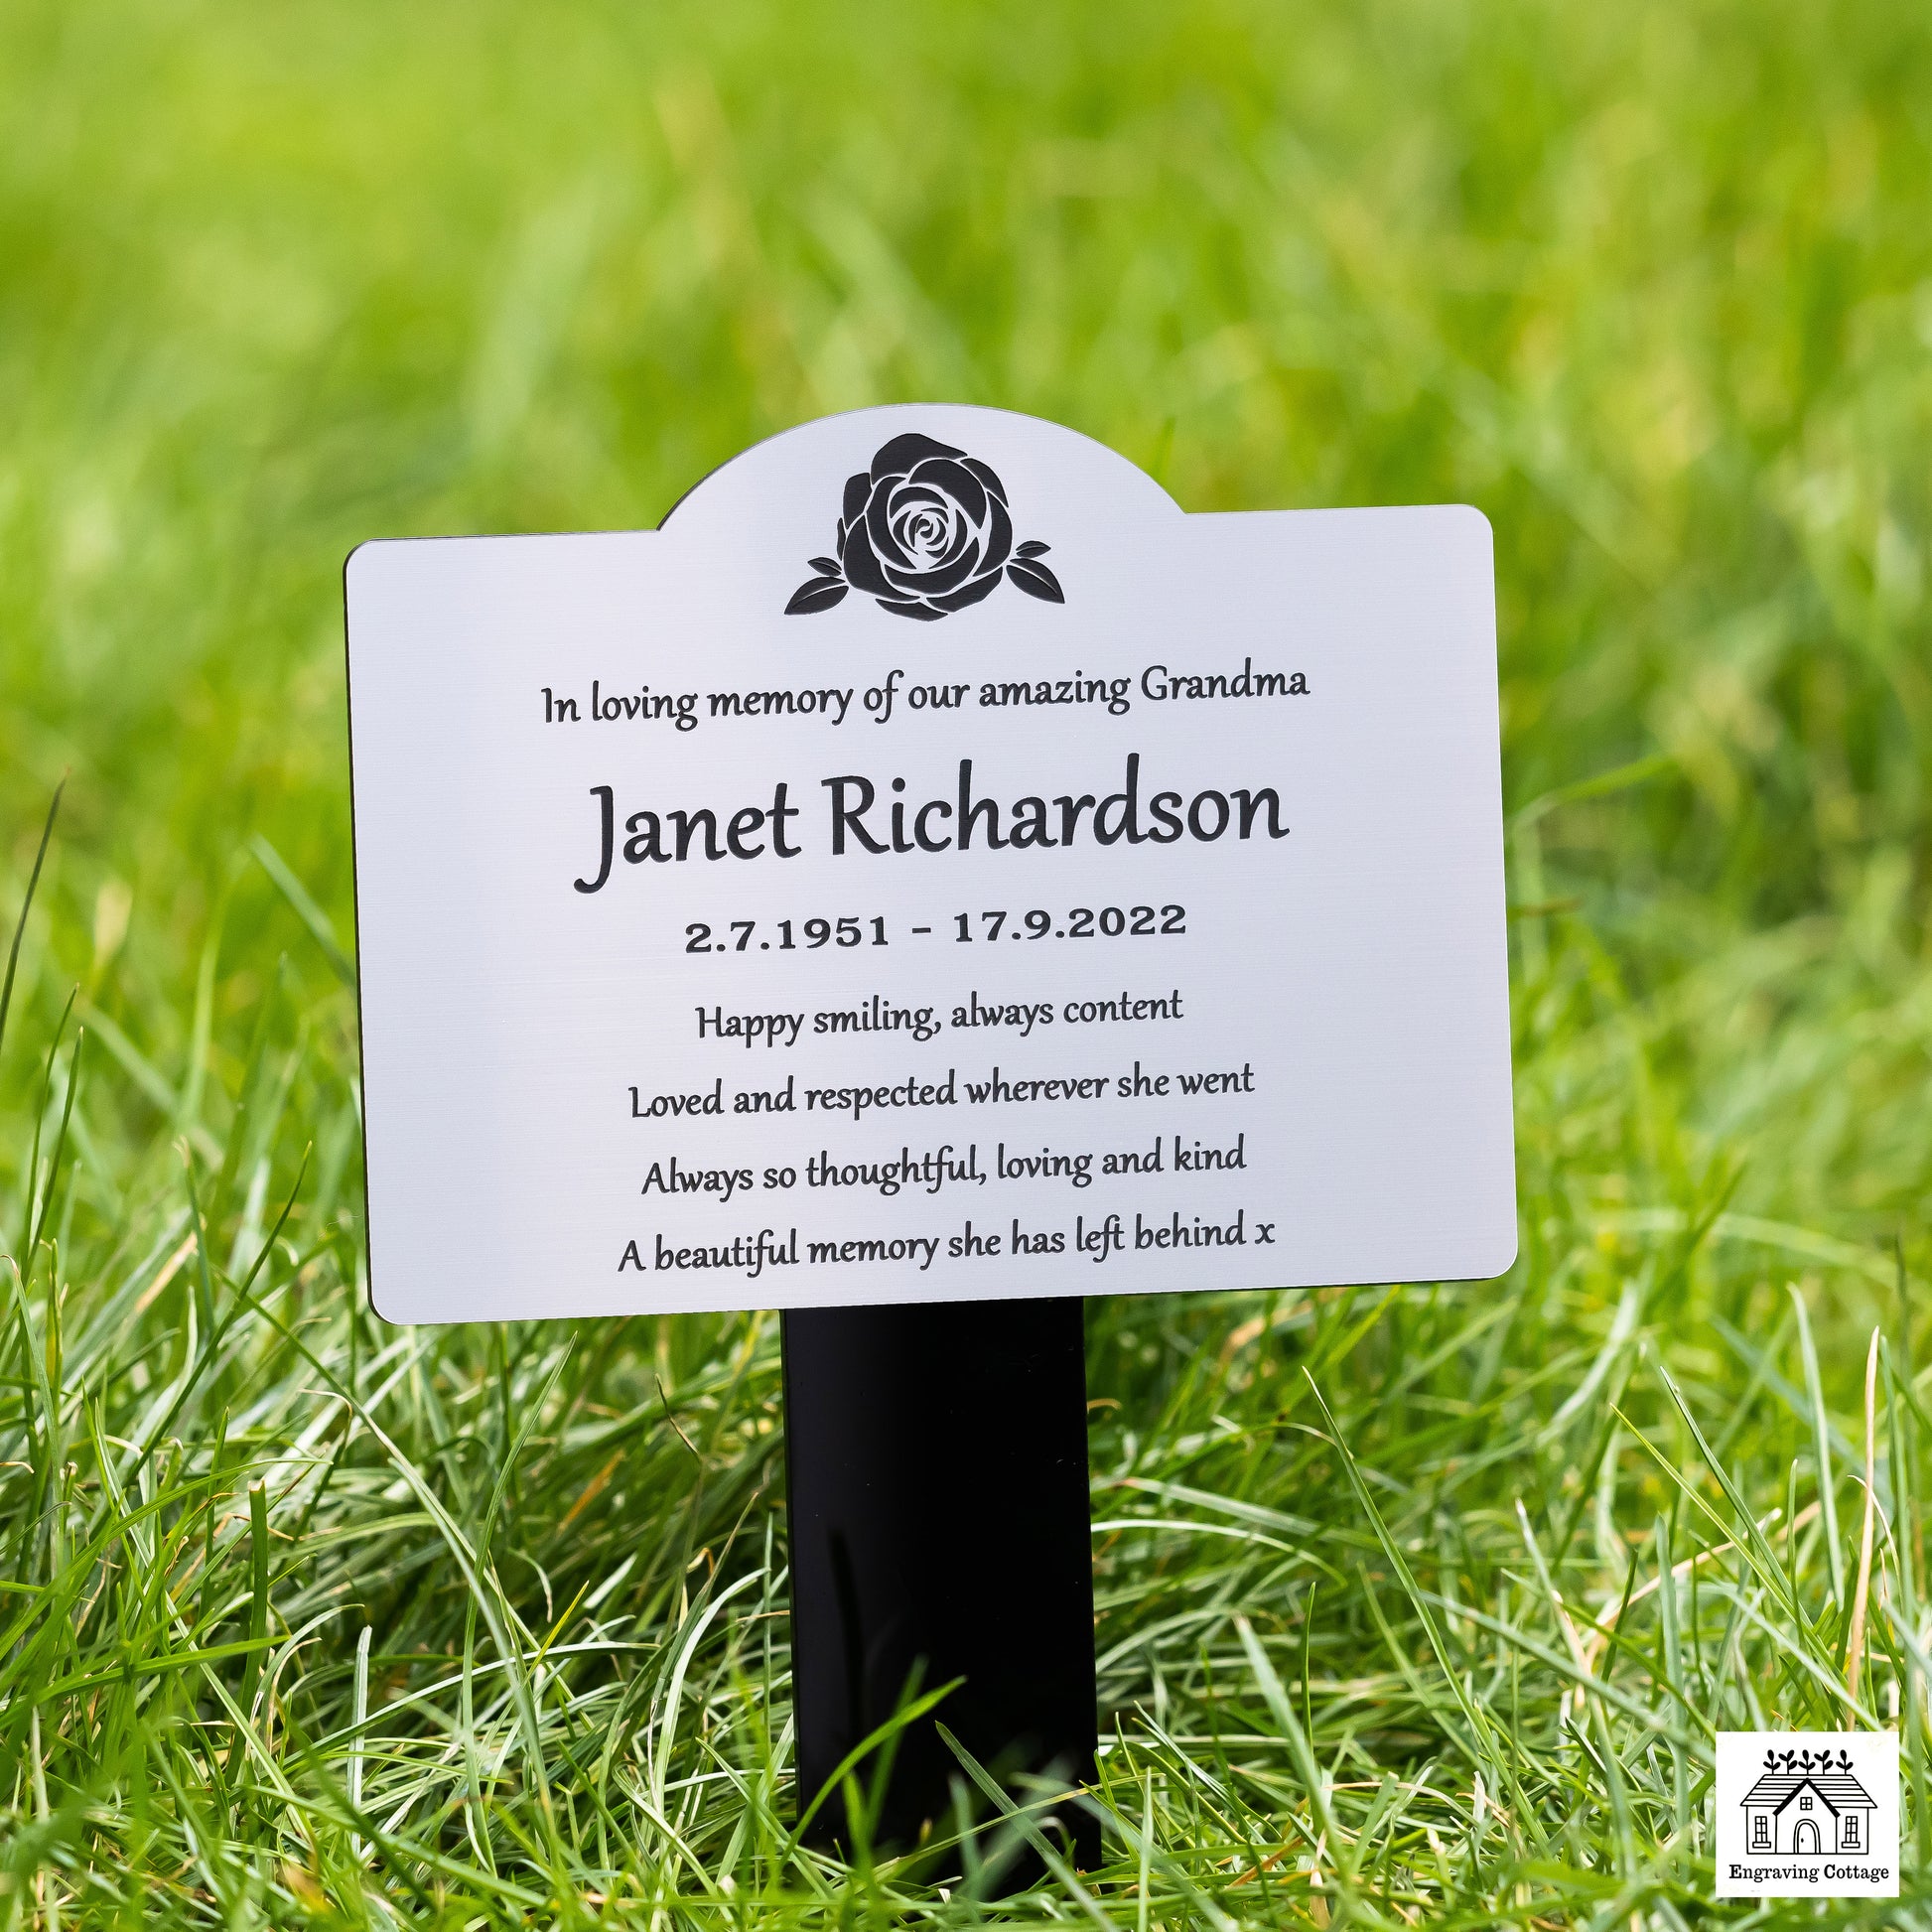 In loving memory of our amazing Grandma
Janet Richardson
2.7.1951 - 17.9.2022
Happy smiling, always content
Loved and respected wherever she went
Always so thoughtful, loving and kind
A beautiful memory she has left behind x
Engraving Cottage